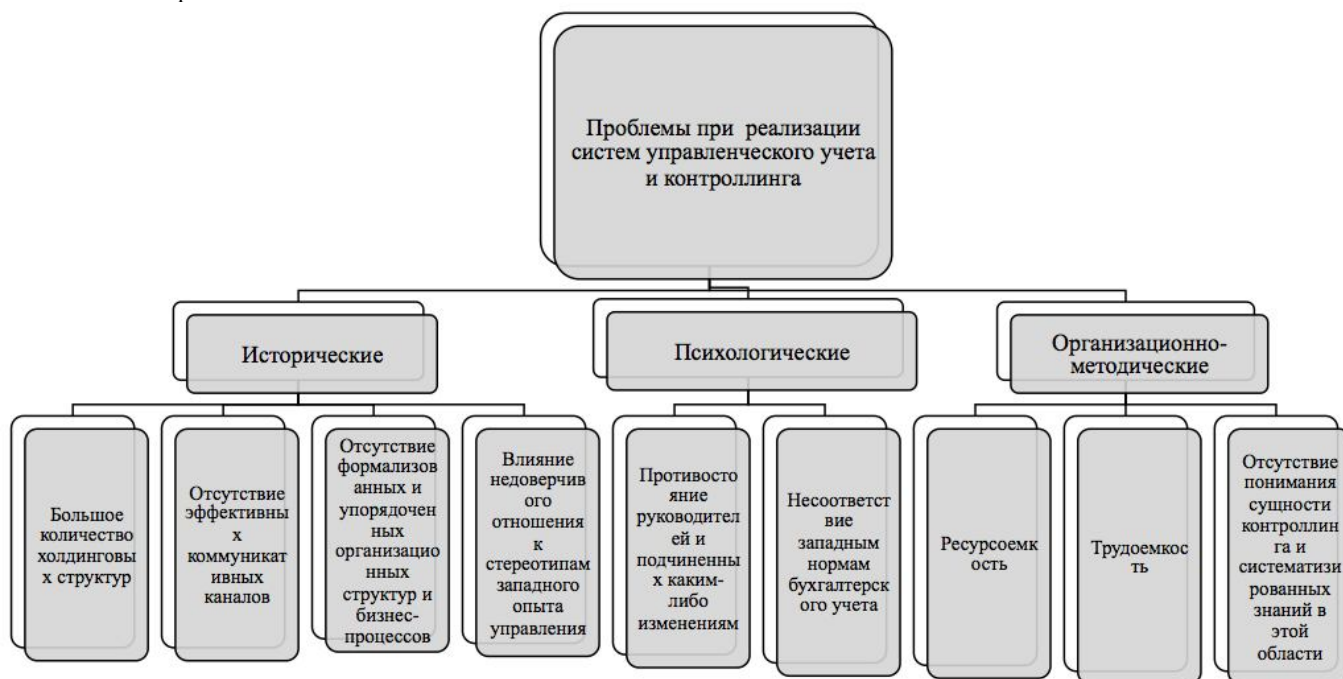 Проблемы при реализации
систем управленческого учета
и контроллинга
Исторические
Психологические
Организационно-
методические
Большое
количество
холдинговы
х структур
Отсутствие
эффективны
х
коммуникат
ивных
каналов
Отсутствие
формализов
анных и
упорядочен
ных
организацио
нных
структур и
бизнес-
процессов
Влияние
недоверчив
ого
отношения
к
стереотипам
западного
опыта
управления
Противосто
яние
руководител
ей и
подчиненны
х каким-
либо
изменениям
Несоответст
вие
западным
нормам
бухгалтерск
ого учета
Ресурсоемк
ость
Трудоемкос
ть
Отсутствие
понимания
сущности
контроллин
га и
систематизи
рованных
знаний в
этой
области